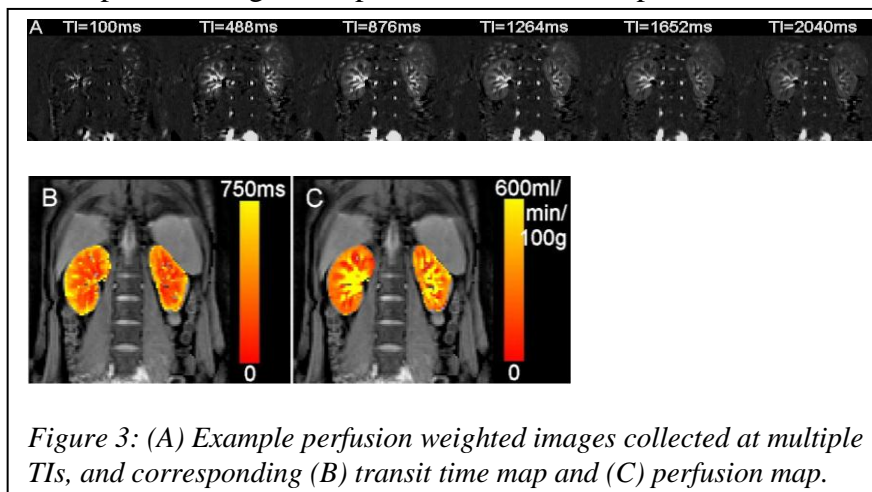 A TI=100ms TI=488ms TI=876ms TI=1264ms TI=1652ms TI=2040ms
B 750ms 0
C 600ml/
min/
100g
0
Figure 3: (A) Example perfusion weighted images collected at multiple
TIs, and corresponding (B) transit time map and (C) perfusion map.